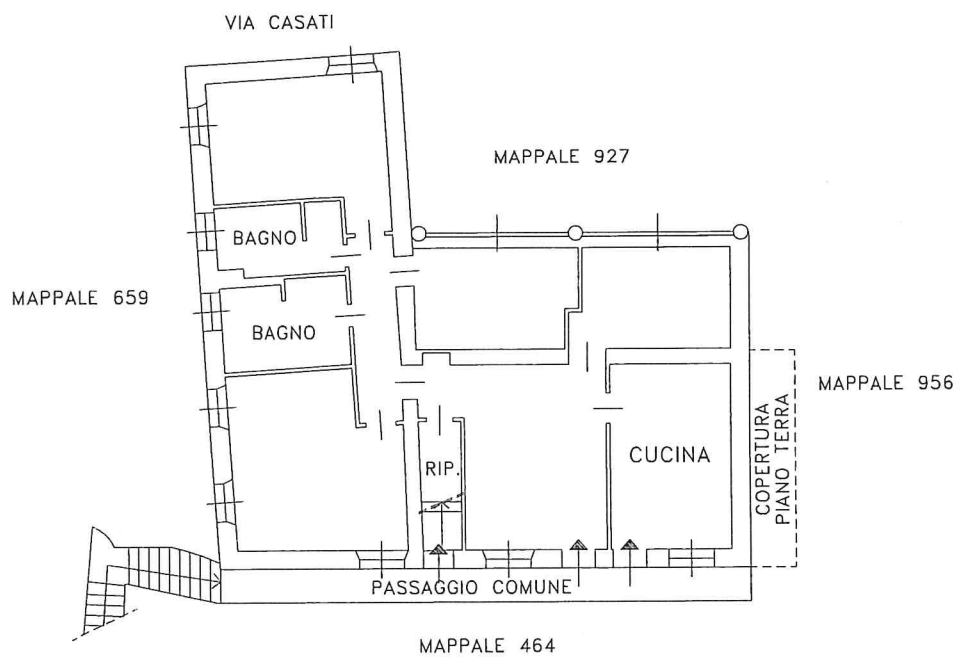 VIA CASATI
MAPPALE 927
BAGNO
MAPPALE 659
BAGNO
MAPPALE 956
RIP.
CUCINA
COPERTURA
PIANO TERRA
PASSAGGIO COMUNE
MAPPALE 464